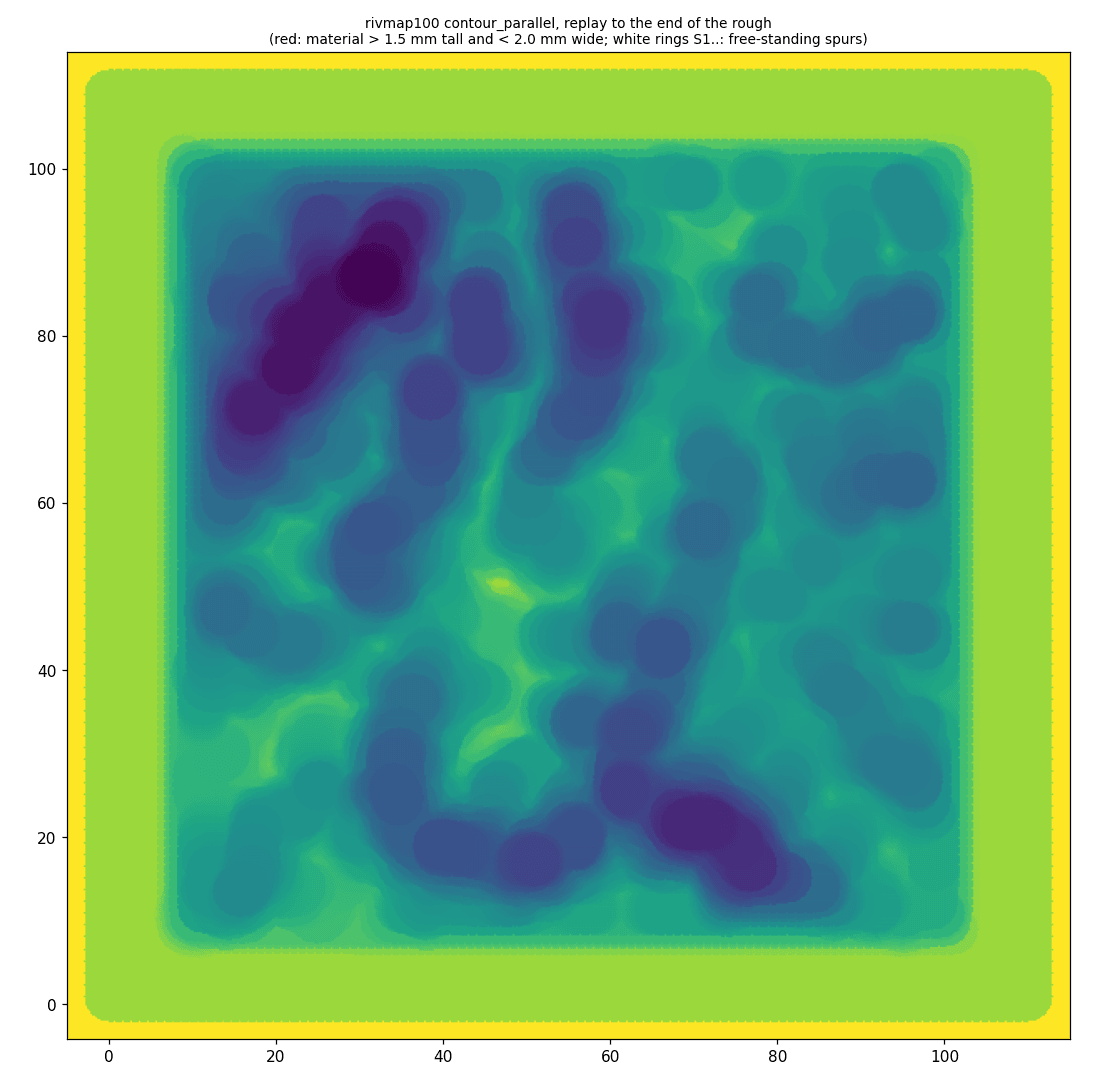 rivmap100 contour_parallel, replay to the end of the rough
(red: material > 1.5 mm tall and < 2.0 mm wide; white rings S1..: free-standing spurs)
100
80
60
40
20
0
0 20 40 60 80 100